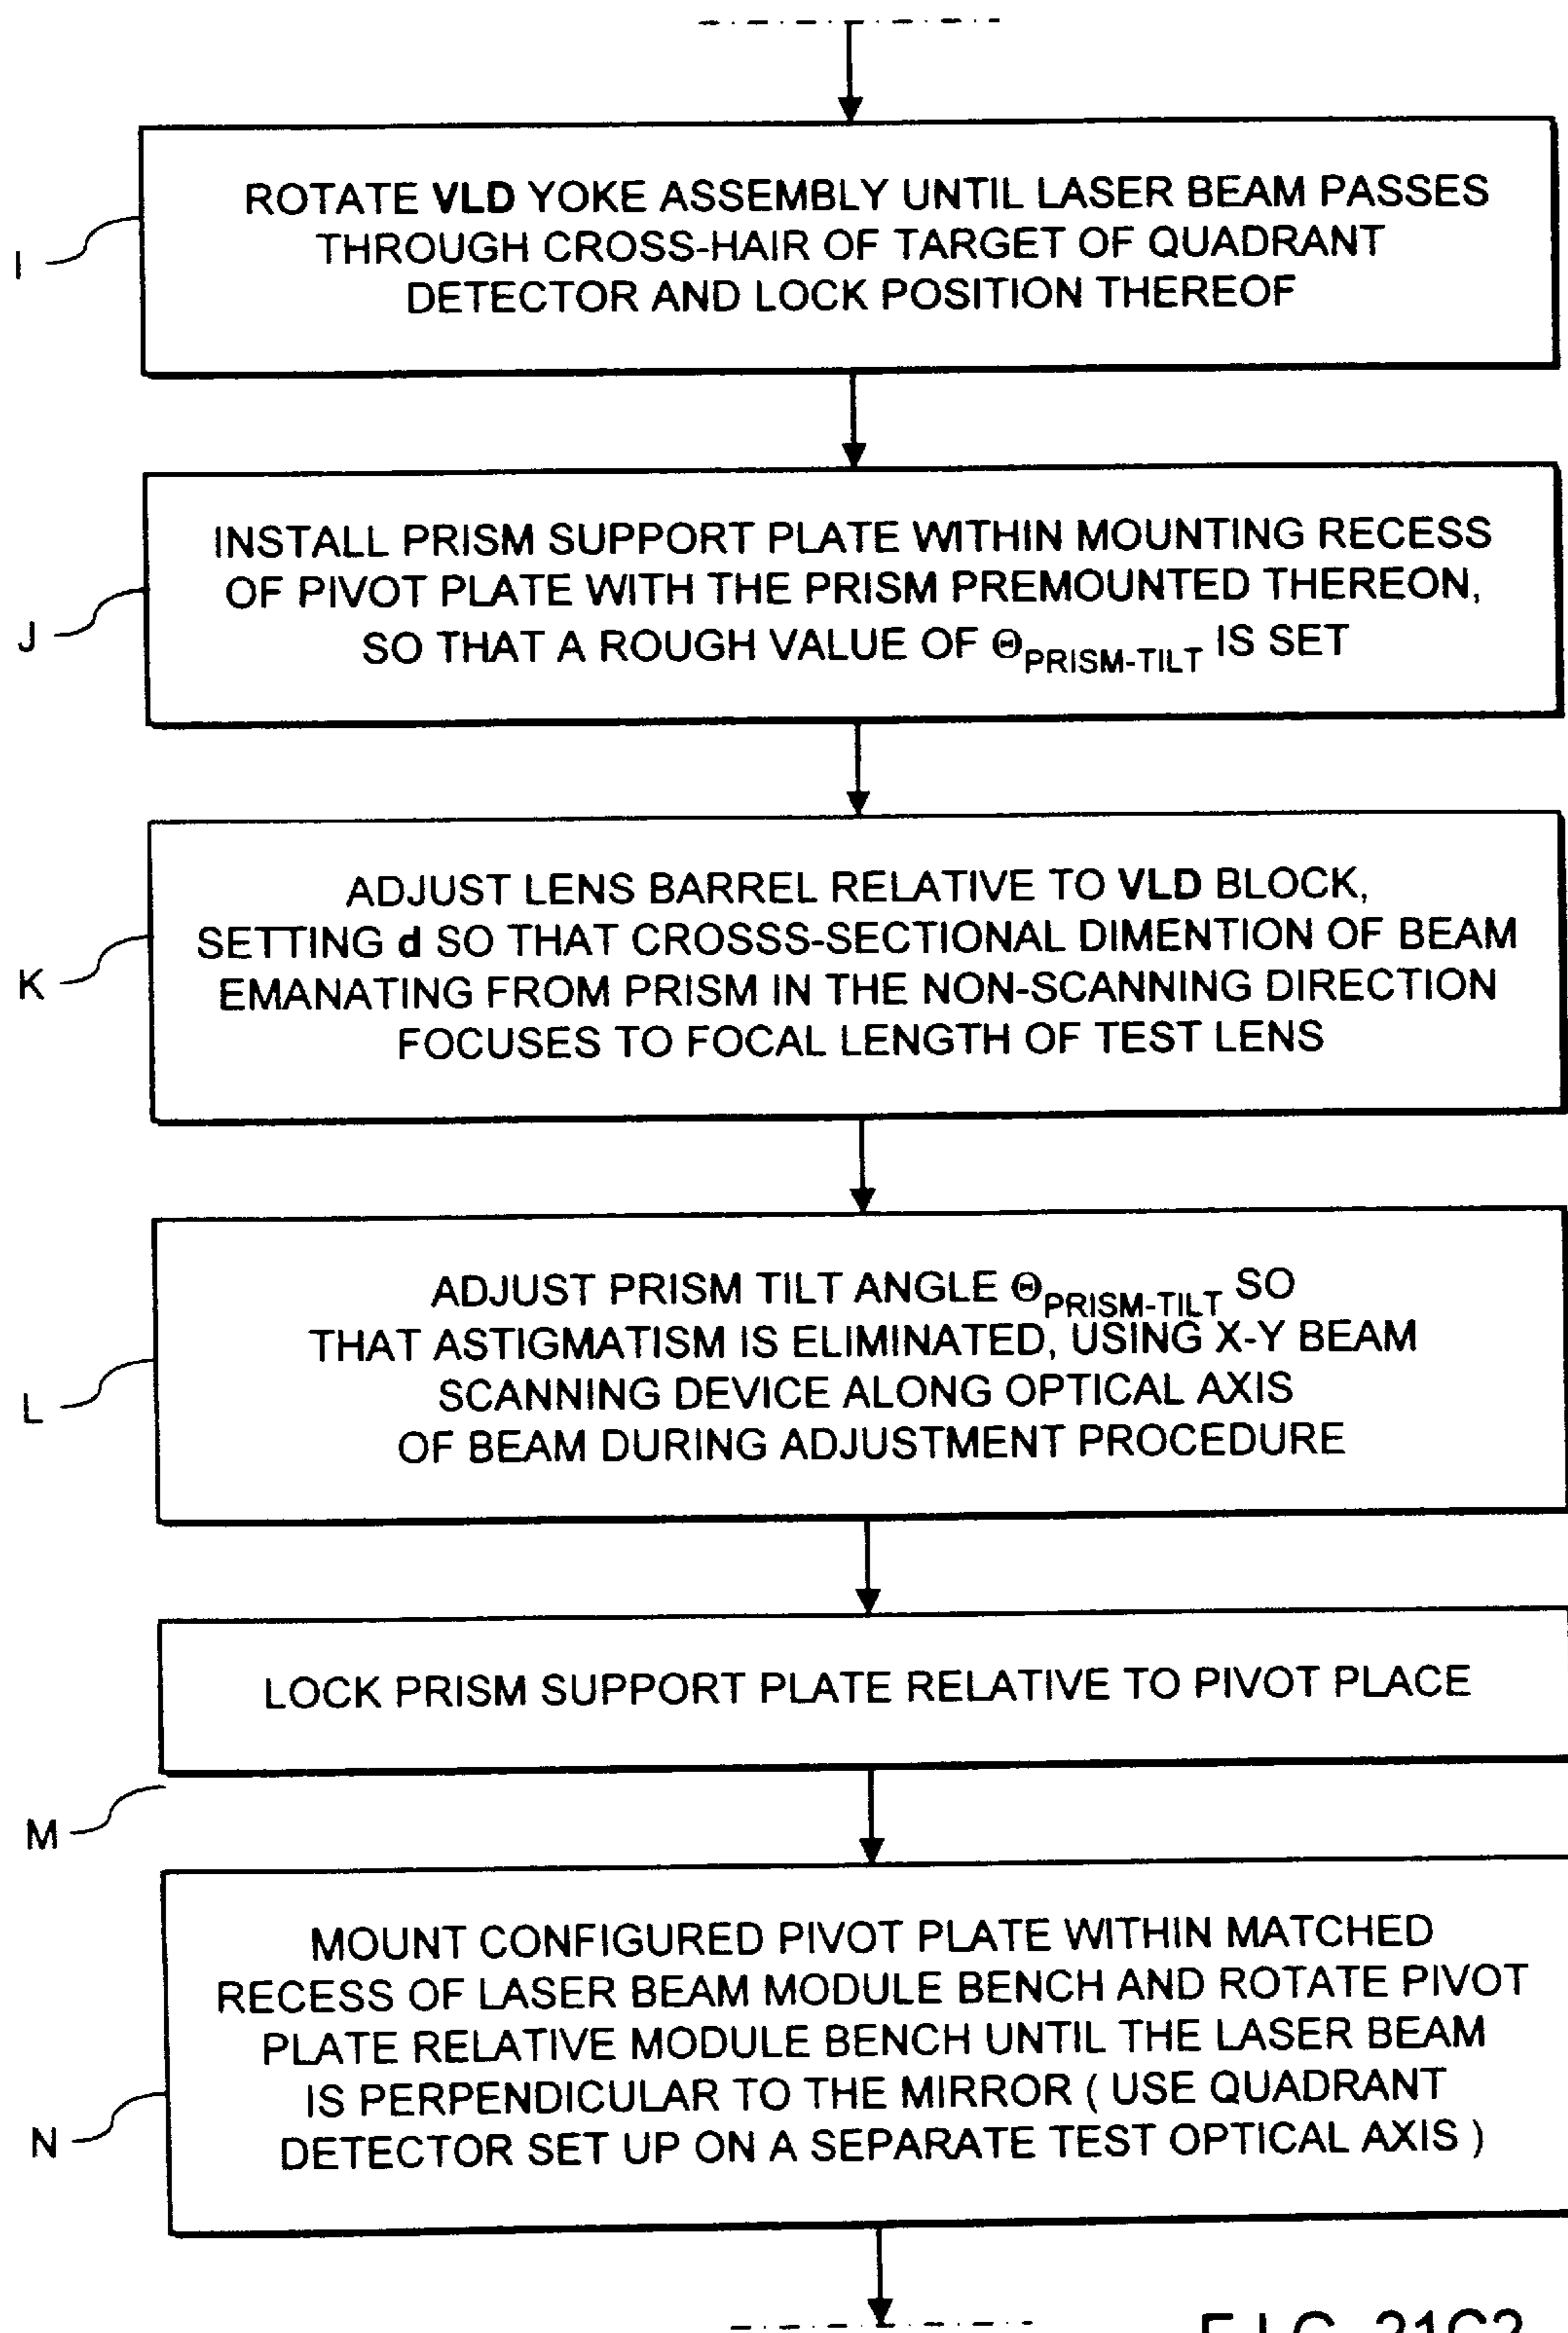 I
ROTATE VLD YOKE ASSEMBLY UNTIL LASER BEAM PASSES
THROUGH CROSS-HAIR OF TARGET OF QUADRANT
DETECTOR AND LOCK POSITION THEREOF
J
INSTALL PRISM SUPPORT PLATE WITHIN MOUNTING RECESS
OF PIVOT PLATE WITH THE PRISM PREMOUNTED THEREON,
SO THAT A ROUGH VALUE OF ΘPRISM-TILT IS SET
K
ADJUST LENS BARREL RELATIVE TO VLD BLOCK,
SETTING d SO THAT CROSSS-SECTIONAL DIMENTION OF BEAM
EMANATING FROM PRISM IN THE NON-SCANNING DIRECTION
FOCUSES TO FOCAL LENGTH OF TEST LENS
L
ADJUST PRISM TILT ANGLE ΘPRISM-TILT SO
THAT ASTIGMATISM IS ELIMINATED, USING X-Y BEAM
SCANNING DEVICE ALONG OPTICAL AXIS
OF BEAM DURING ADJUSTMENT PROCEDURE
LOCK PRISM SUPPORT PLATE RELATIVE TO PIVOT PLACE
M
MOUNT CONFIGURED PIVOT PLATE WITHIN MATCHED
RECESS OF LASER BEAM MODULE BENCH AND ROTATE PIVOT
PLATE RELATIVE MODULE BENCH UNTIL THE LASER BEAM
IS PERPENDICULAR TO THE MIRROR ( USE QUADRANT
DETECTOR SET UP ON A SEPARATE TEST OPTICAL AXIS )
N
FIG. 21C2